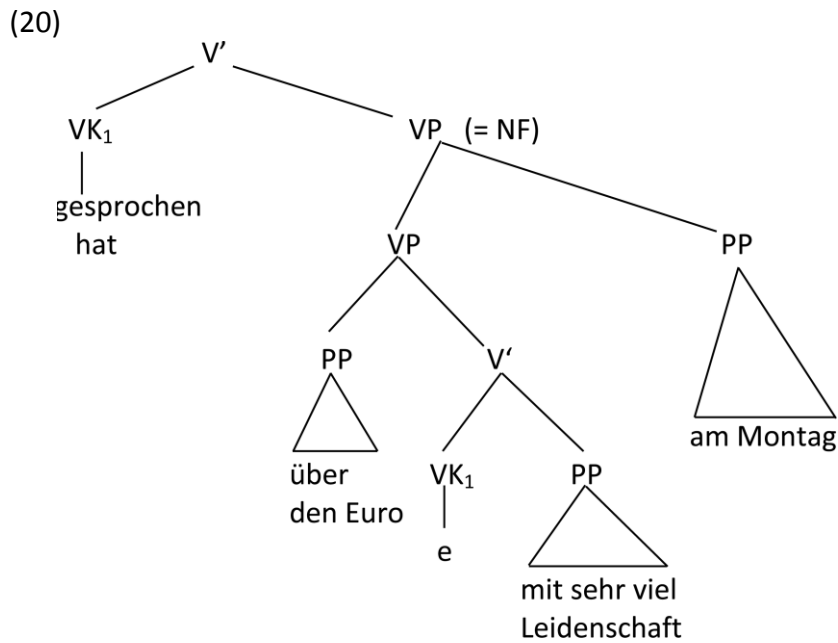 (20)
V’
VK₁
VP (= NF)
gesprochen
hat
VP
PP
PP
V‘
am Montag
über
den Euro
VK₁
PP
e
mit sehr viel
Leidenschaft